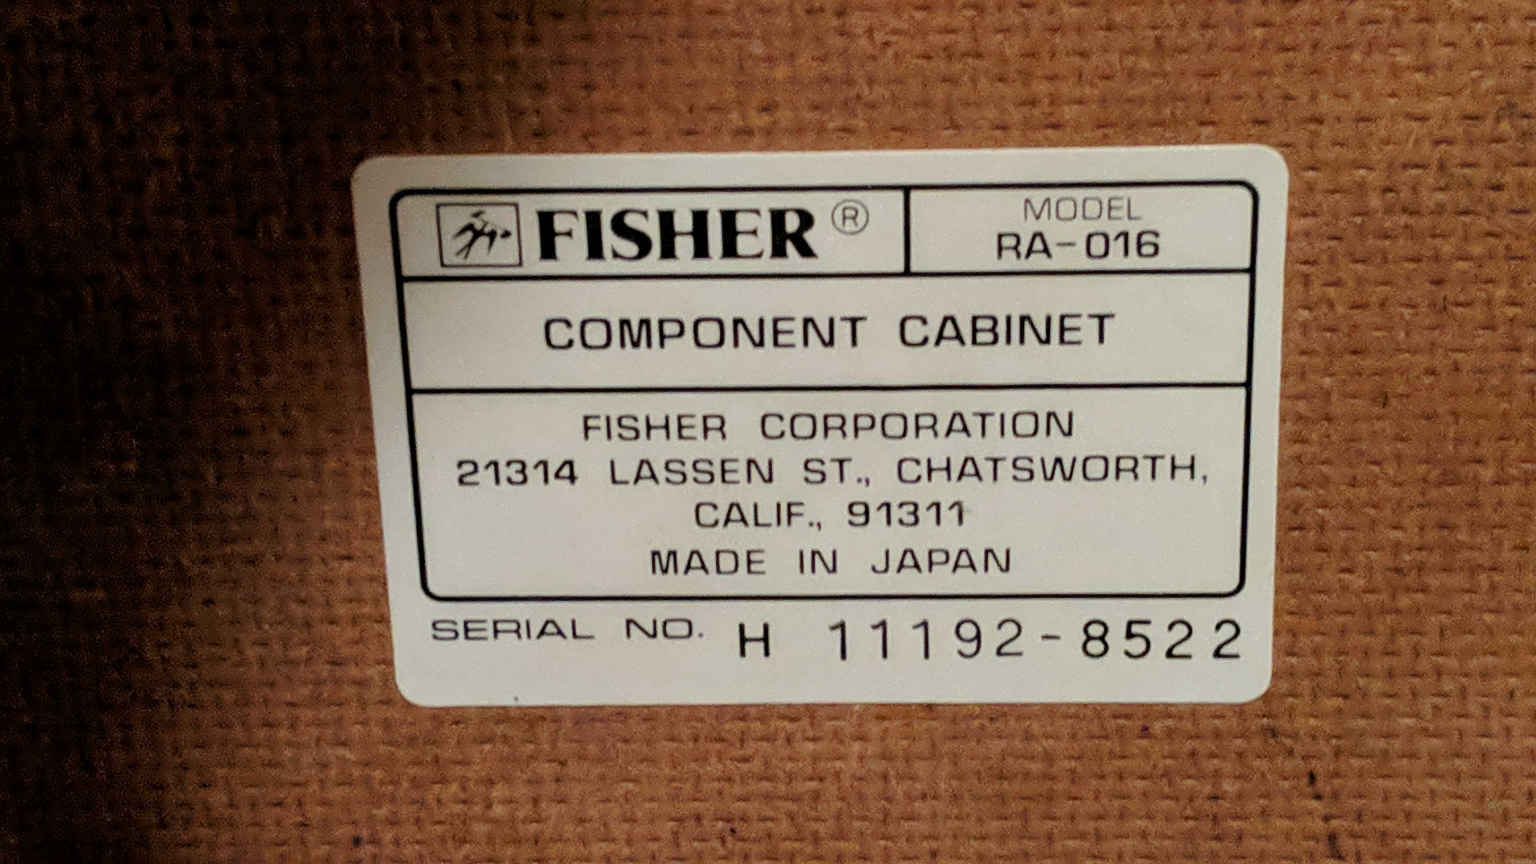 FISHER ®
MODEL
RA-016
COMPONENT CABINET
FISHER CORPORATION
21314 LASSEN ST., CHATSWORTH,
CALIF., 91311
MADE IN JAPAN
SERIAL NO. H 11192-8522